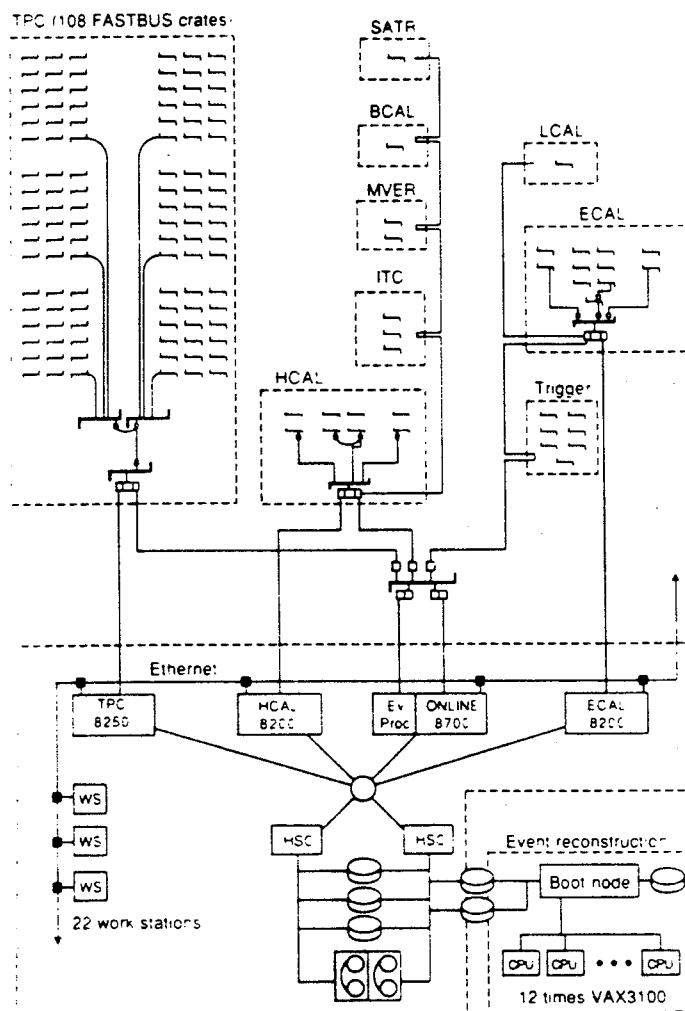 TPC (108 FASTBUS crates)
SATR
BCAL
LCAL
MVER
ECAL
ITC
HCAL
Trigger
Ethernet
TPC
8250
HCAL
8200
Ev
Proc
ONLINE
8700
ECAL
8200
WS
WS
WS
22 work stations
HSC
HSC
Event reconstruction
Boot node
CPU
CPU
• • •
CPU
12 times VAX3100